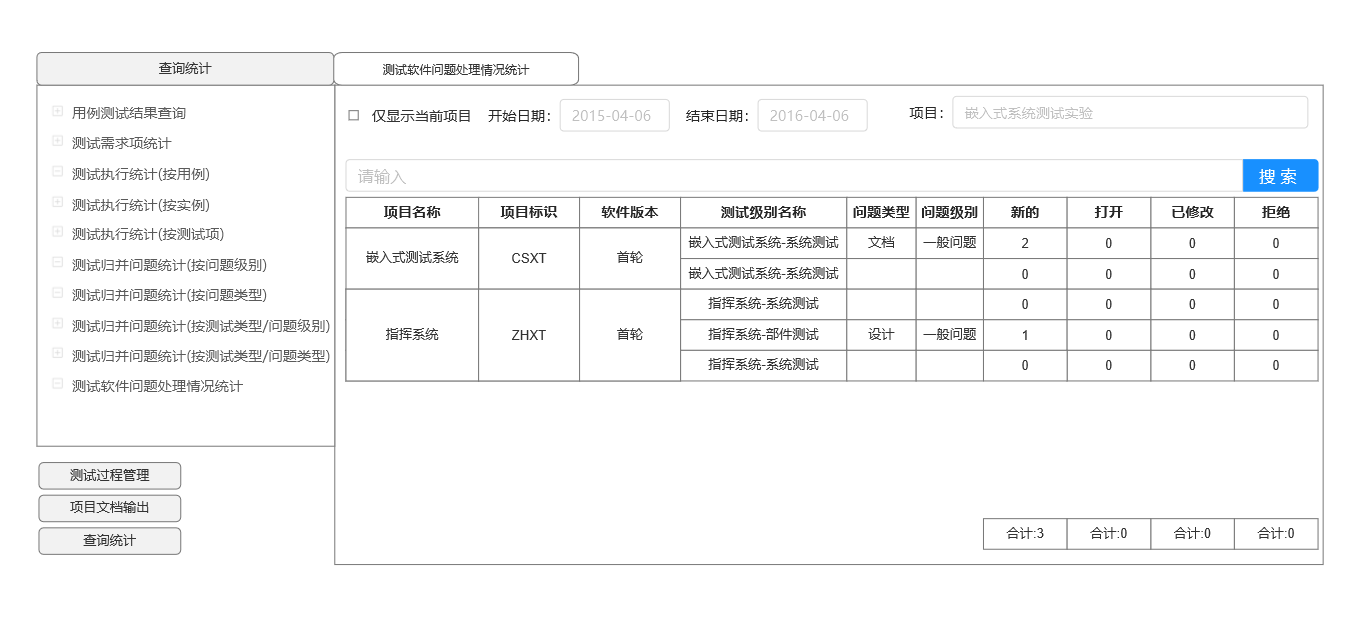 查询统计
测试软件问题处理情况统计
用例测试结果查询
测试需求项统计
测试执行统计(按用例)
测试执行统计(按实例)
测试执行统计(按测试项)
测试归并问题统计(按问题级别)
测试归并问题统计(按问题类型)
测试归并问题统计(按测试类型/问题级别)
测试归并问题统计(按测试类型/问题类型)
测试软件问题处理情况统计
测试过程管理
项目文档输出
查询统计
仅显示当前项目 开始日期: 2015-04-06 结束日期: 2016-04-06 项目: 嵌入式系统测试实验
请输入 搜 索
项目名称 项目标识 软件版本 测试级别名称 问题类型 问题级别 新的 打开 已修改 拒绝
嵌入式测试系统 CSXT 首轮 嵌入式测试系统-系统测试 文档 一般问题 2 0 0 0
嵌入式测试系统-系统测试 0 0 0 0
指挥系统-系统测试 0 0 0 0
指挥系统 ZHXT 首轮 指挥系统-部件测试 设计 一般问题 1 0 0 0
指挥系统-系统测试 0 0 0 0
合计:3 合计:0 合计:0 合计:0